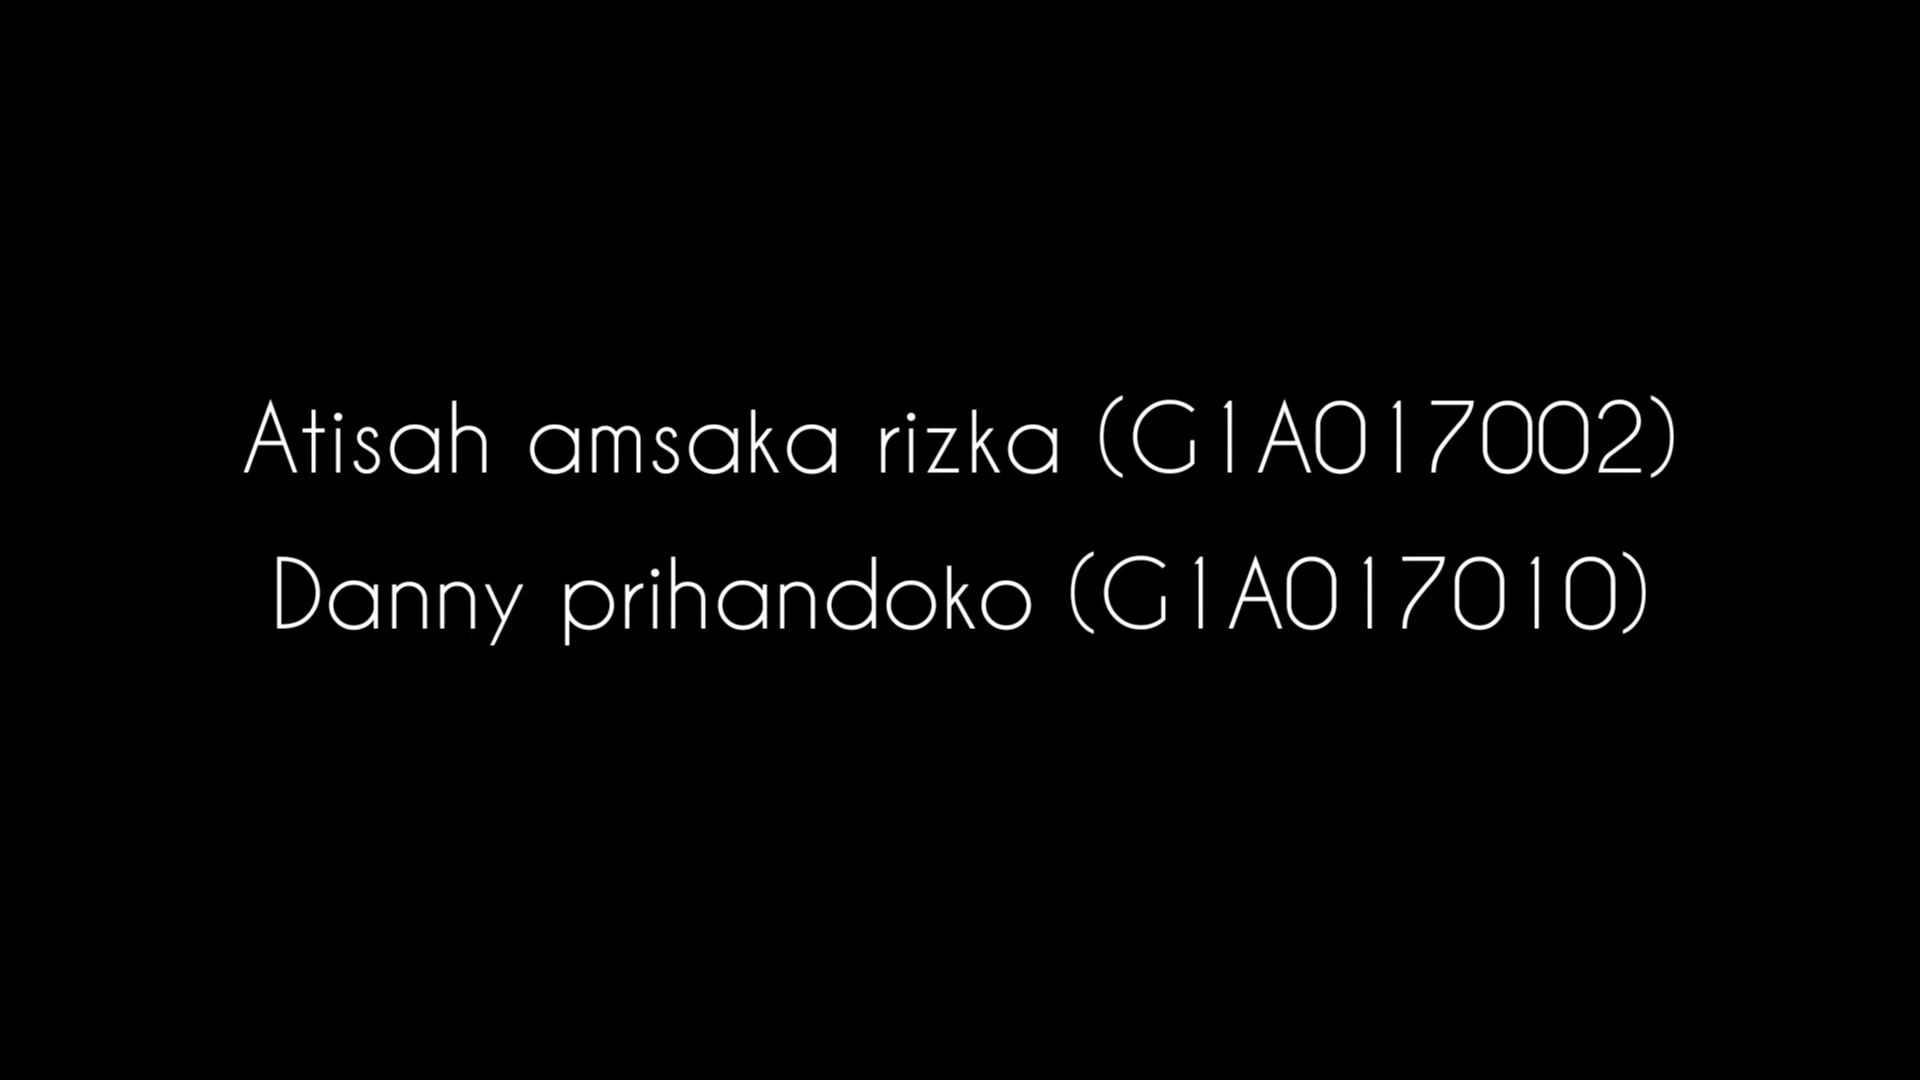 Atisah amsaka rizka (G1A017002)
Danny prihandoko (G1A017010)